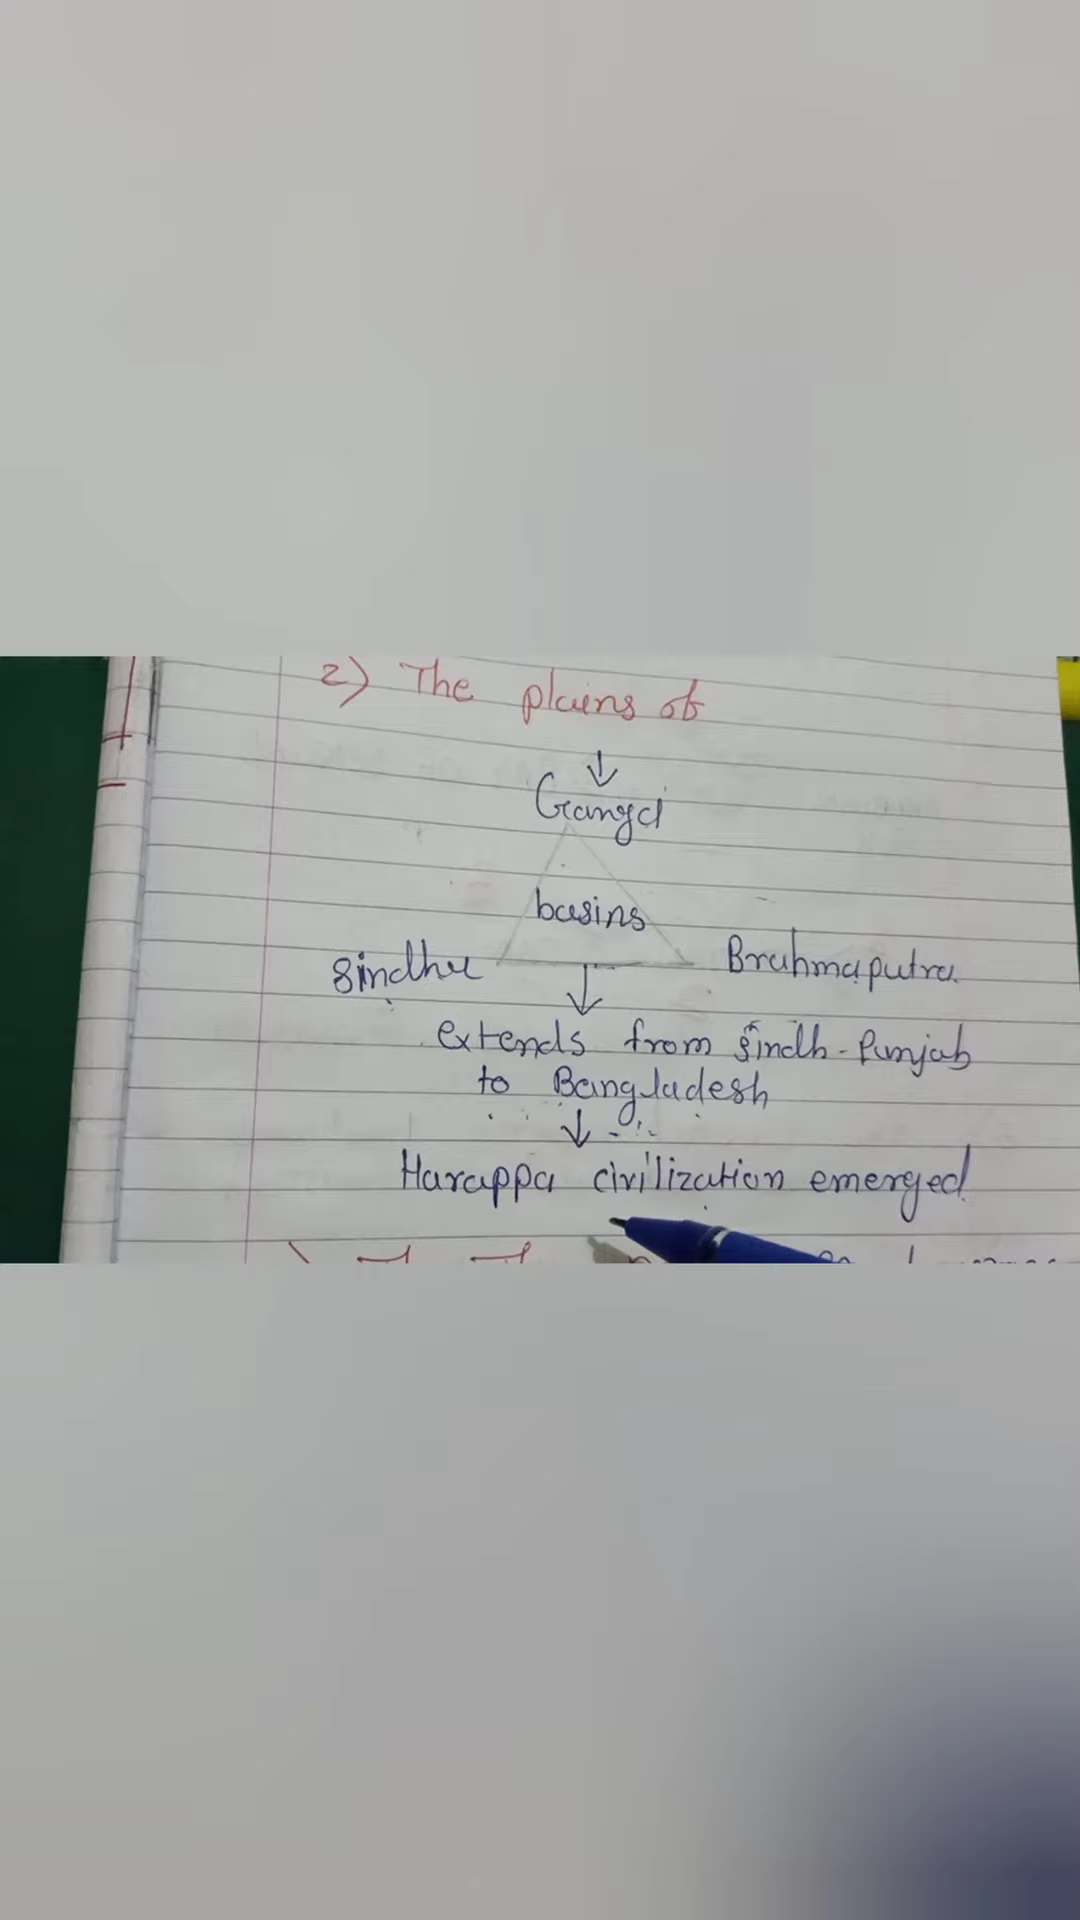 2) The plains of
↓
Ganga
basins
Sindhu Brahmaputra
↓
extends from Sindh-Punjab
to Bangladesh
↓
Harappa civilization emerged